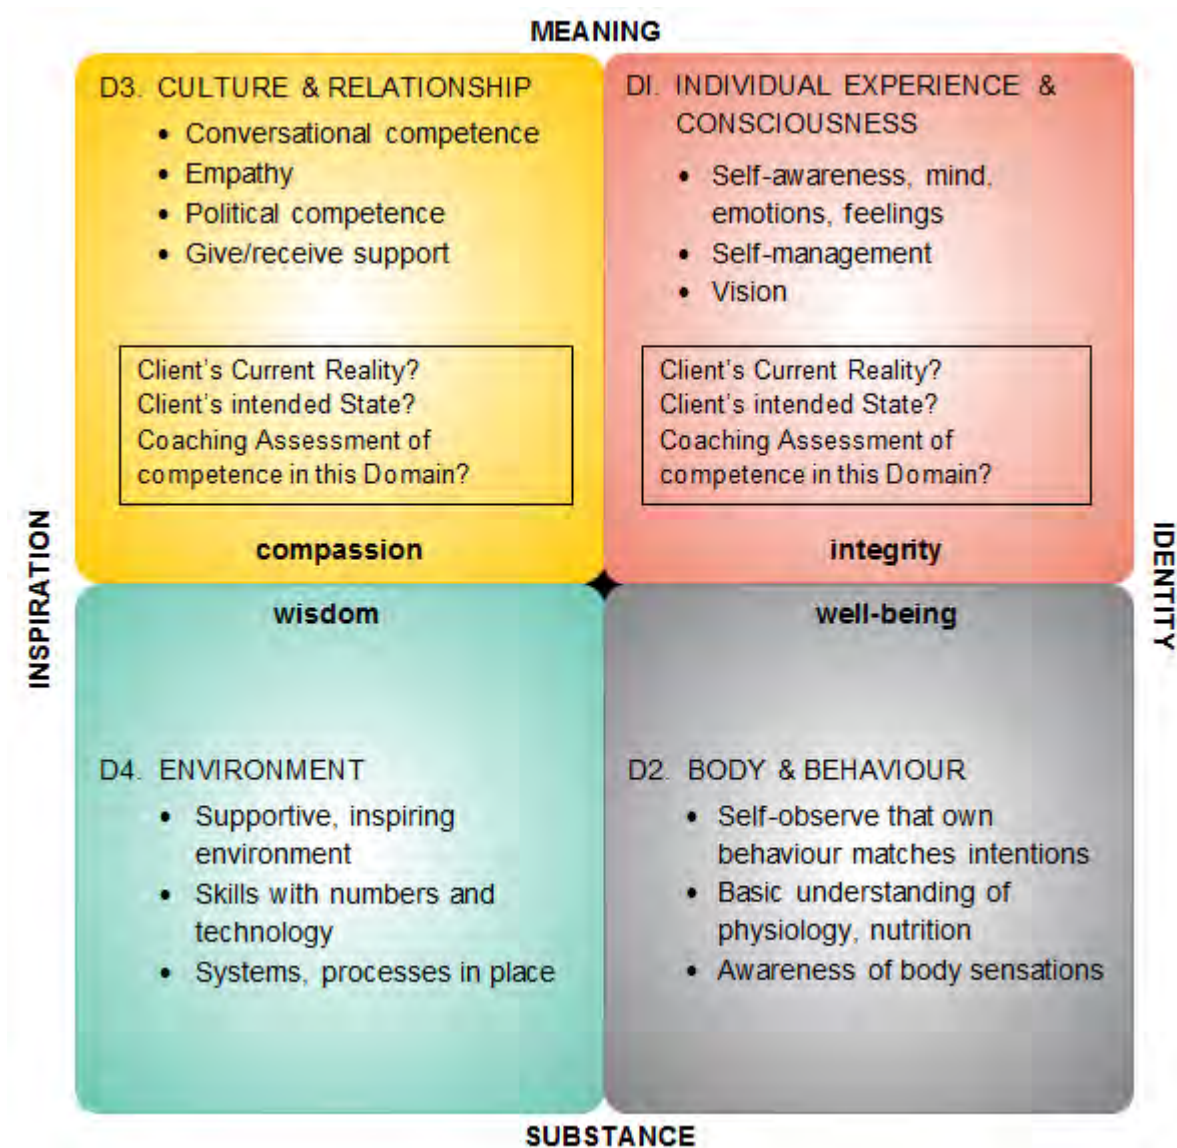 MEANING
D3. CULTURE & RELATIONSHIP
• Conversational competence
• Empathy
• Political competence
• Give/receive support
Client's Current Reality?
Client's intended State?
Coaching Assessment of
competence in this Domain?
compassion
DI. INDIVIDUAL EXPERIENCE &
CONSCIOUSNESS
• Self-awareness, mind,
emotions, feelings
• Self-management
• Vision
Client's Current Reality?
Client's intended State?
Coaching Assessment of
competence in this Domain?
integrity
INSPIRATION
IDENTITY
wisdom
D4. ENVIRONMENT
• Supportive, inspiring
environment
• Skills with numbers and
technology
• Systems, processes in place
well-being
D2. BODY & BEHAVIOUR
• Self-observe that own
behaviour matches intentions
• Basic understanding of
physiology, nutrition
• Awareness of body sensations
SUBSTANCE